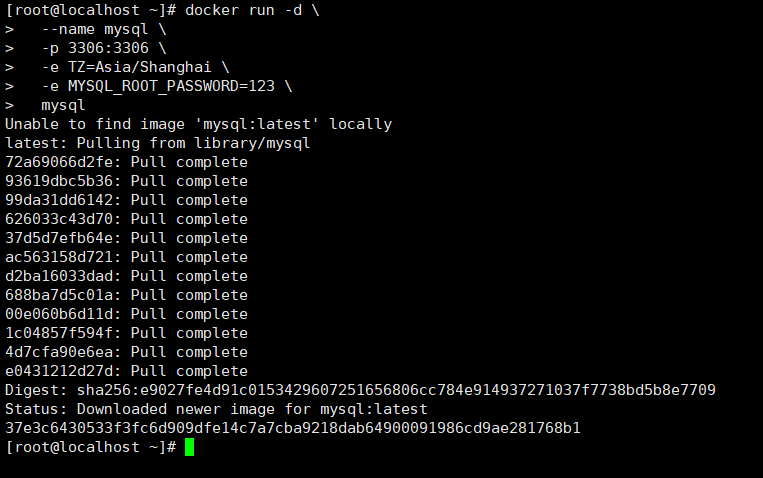 [root@localhost ~]# docker run -d \
>   --name mysql \
>   -p 3306:3306 \
>   -e TZ=Asia/Shanghai \
>   -e MYSQL_ROOT_PASSWORD=123 \
>   mysql
Unable to find image 'mysql:latest' locally
latest: Pulling from library/mysql
72a69066d2fe: Pull complete
93619dbc5b36: Pull complete
99da31dd6142: Pull complete
626033c43d70: Pull complete
37d5d7efb64e: Pull complete
ac563158d721: Pull complete
d2ba16033dad: Pull complete
688ba7d5c01a: Pull complete
00e060b6d11d: Pull complete
1c04857f594f: Pull complete
4d7cfa90e6ea: Pull complete
e0431212d27d: Pull complete
Digest: sha256:e9027fe4d91c0153429607251656806cc784e914937271037f7738bd5b8e7709
Status: Downloaded newer image for mysql:latest
37e3c6430533f3fc6d909dfe14c7a7cba9218dab64900091986cd9ae281768b1
[root@localhost ~]#